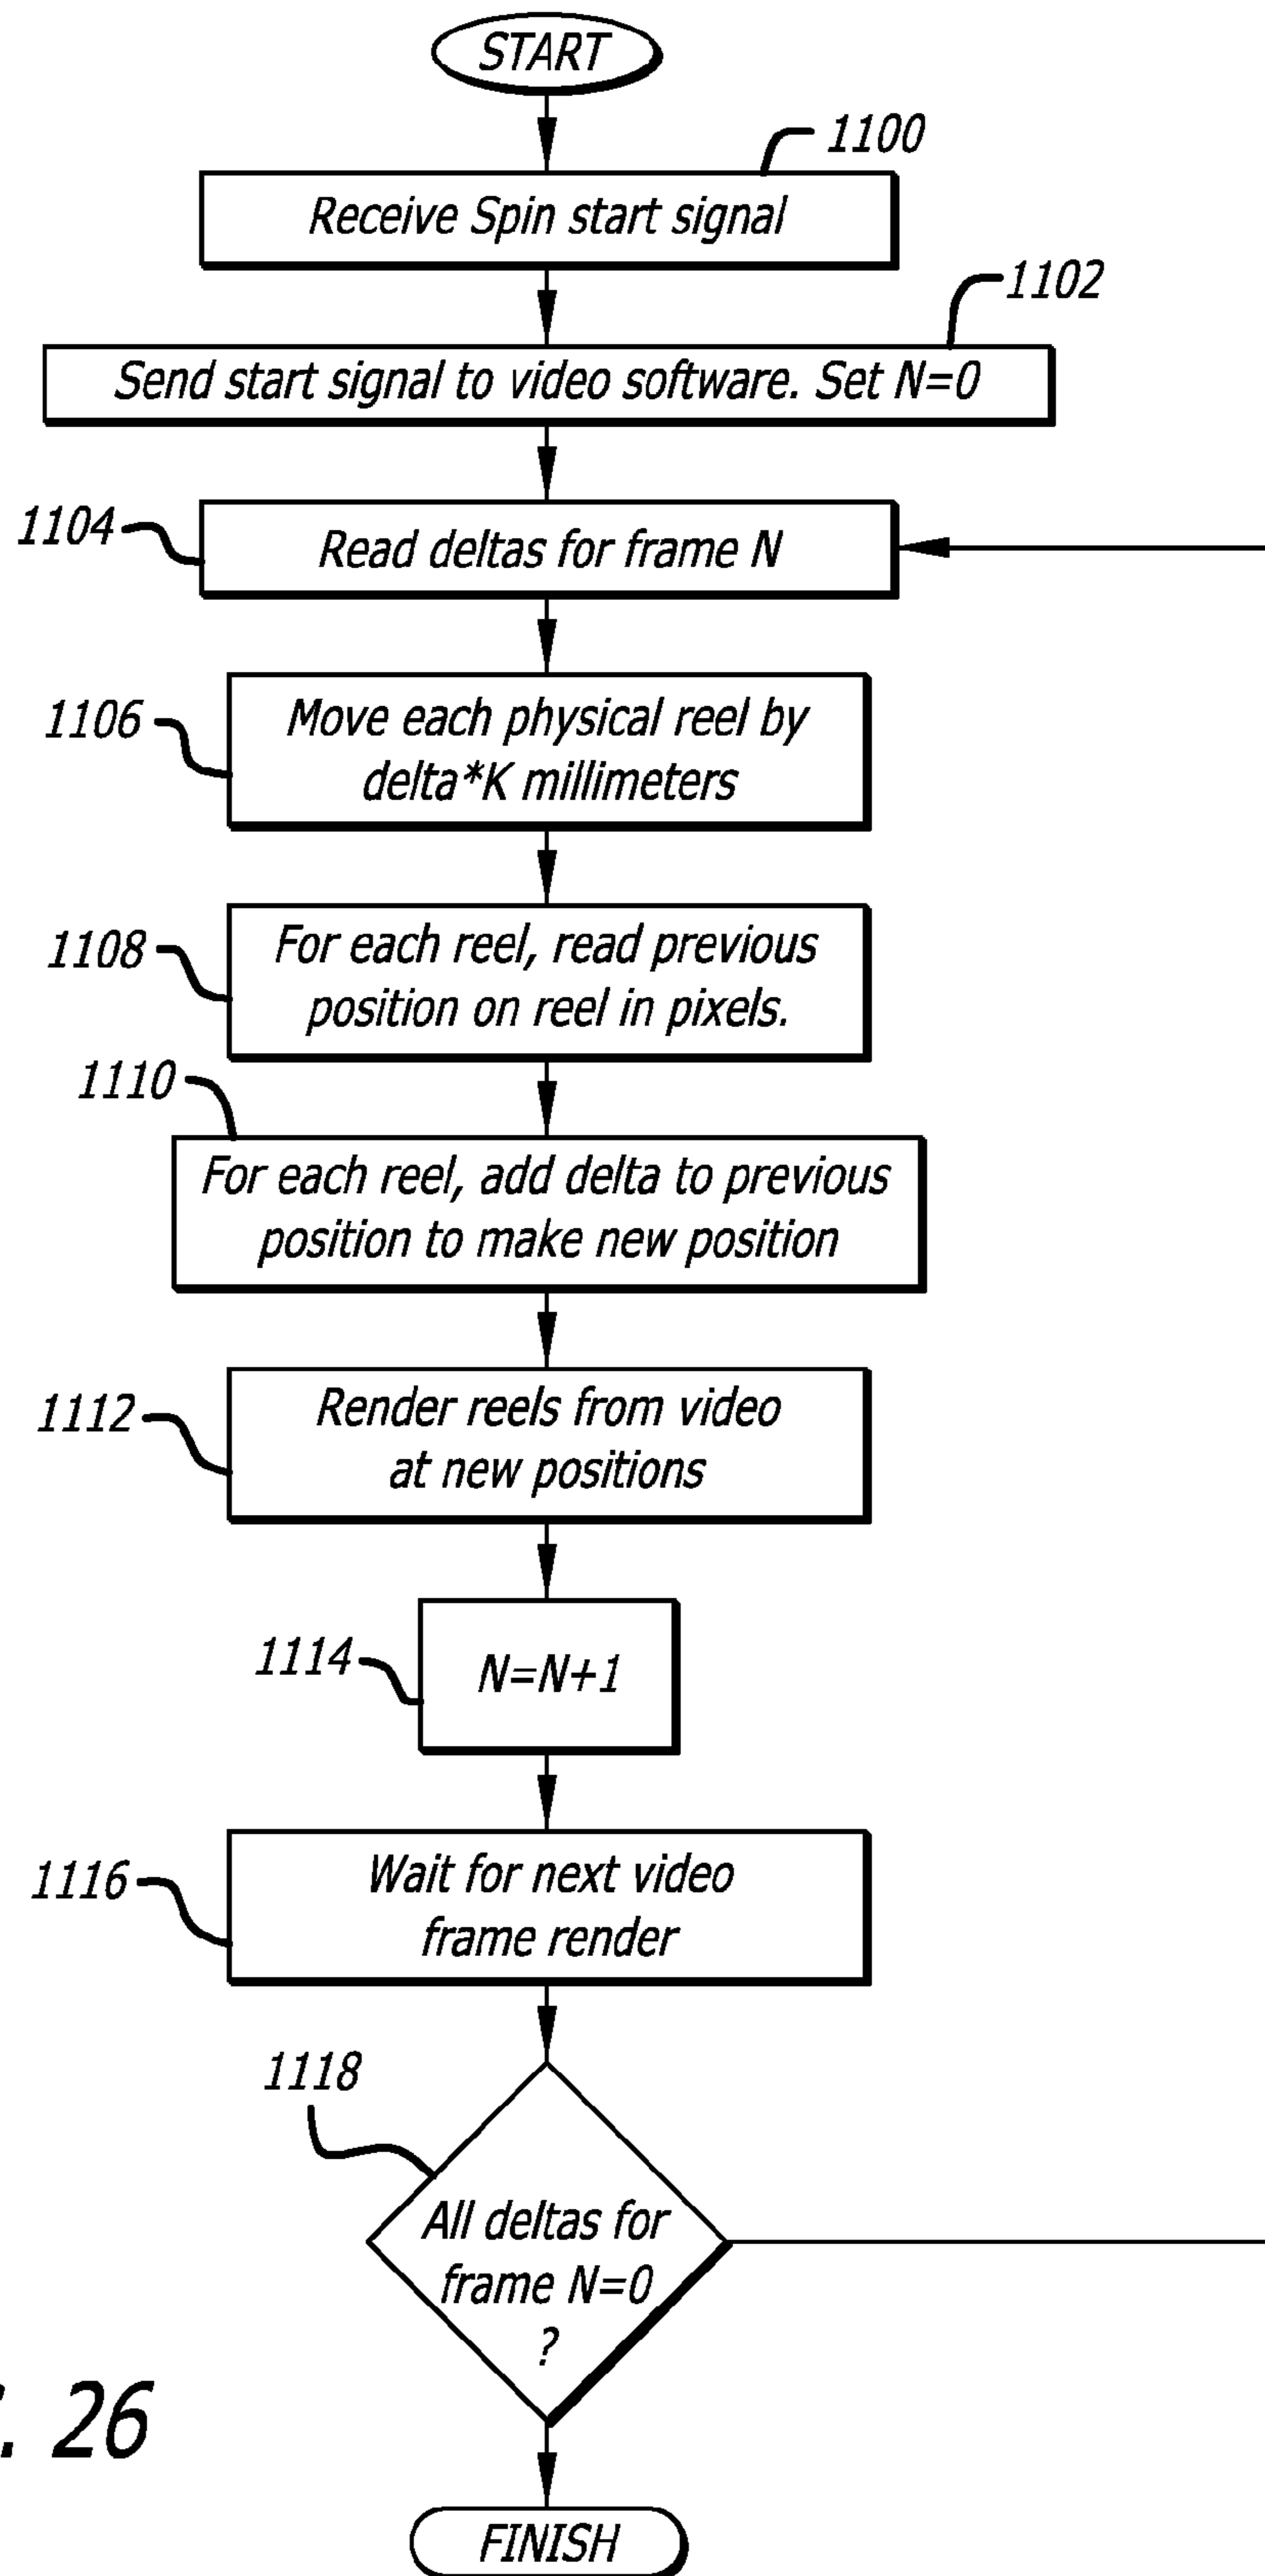 START
1100
Receive Spin start signal
1102
Send start signal to video software. Set N=0
1104
Read deltas for frame N
1106
Move each physical reel by
delta*K millimeters
1108
For each reel, read previous
position on reel in pixels.
1110
For each reel, add delta to previous
position to make new position
1112
Render reels from video
at new positions
1114
N=N+1
1116
Wait for next video
frame render
1118
All deltas for
frame N=0
?
. 26
FINISH